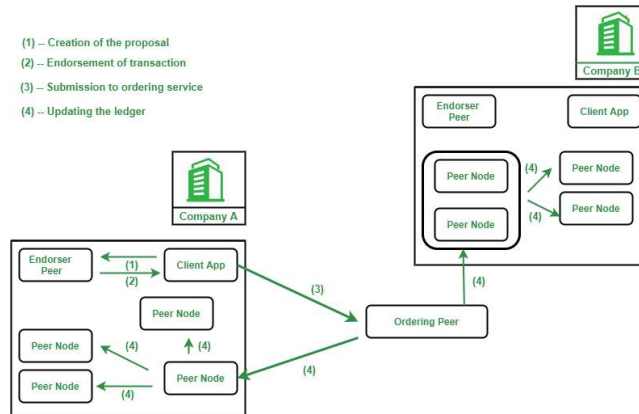 (1) -- Creation of the proposal
(2) -- Endorsement of transaction
(3) -- Submission to ordering service
(4) -- Updating the ledger
Company B
Endorser
Peer
Client App
Peer Node
Peer Node
(4)
(4)
Peer Node
Peer Node
(4)
Company A
Endorser
Peer
(1)
(2)
Client App
(3)
Ordering Peer
Peer Node
(4)
(4)
Peer Node
Peer Node
(4)
Peer Node
(4)